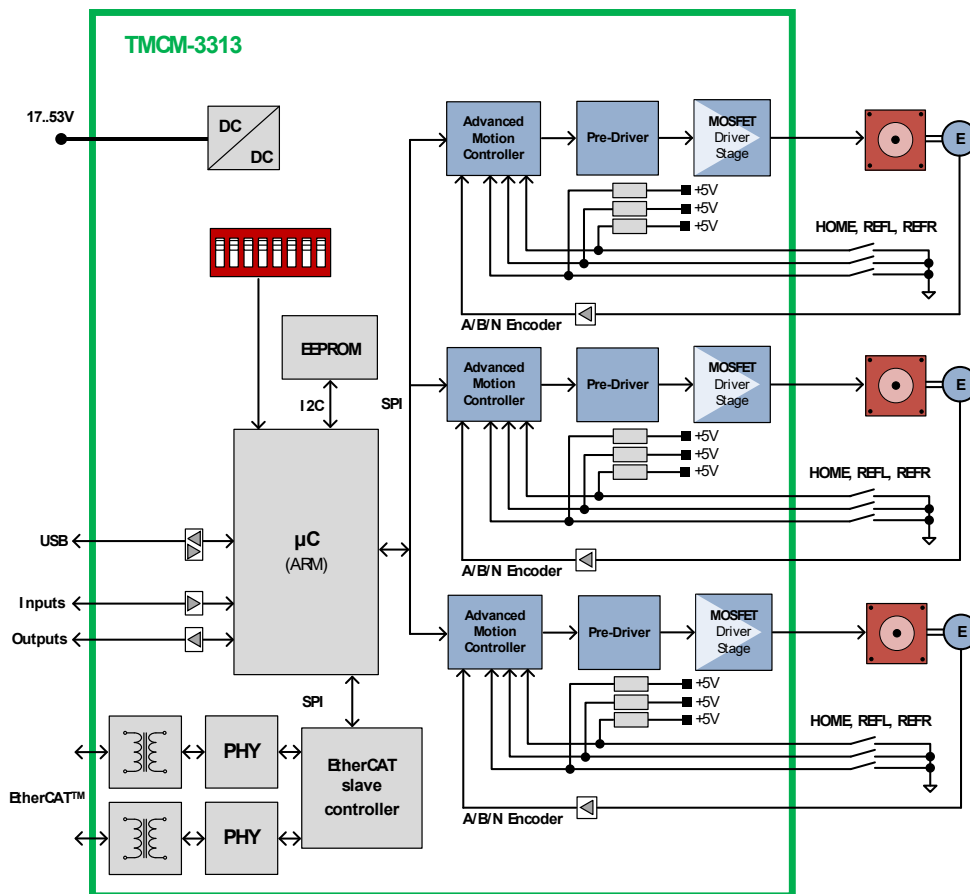 TMCM-3313
17..53V
DC
DC
Advanced
Motion
Controller
Pre-Driver
MOSFET
Driver
Stage
E
+5V
+5V
+5V
HOME, REFL, REFR
A/B/N Encoder
EEPROM
I2C
SPI
Advanced
Motion
Controller
Pre-Driver
MOSFET
Driver
Stage
E
+5V
+5V
+5V
HOME, REFL, REFR
A/B/N Encoder
µC
(ARM)
USB
Inputs
Outputs
Advanced
Motion
Controller
Pre-Driver
MOSFET
Driver
Stage
E
+5V
+5V
+5V
HOME, REFL, REFR
A/B/N Encoder
SPI
PHY
EtherCAT
slave
controller
EtherCAT™
PHY